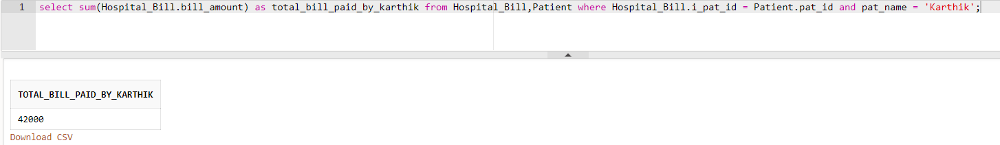 1 select sum(Hospital_Bill.bill_amount) as total_bill_paid_by_karthik from Hospital_Bill,Patient where Hospital_Bill.i_pat_id = Patient.pat_id and pat_name = 'Karthik';
TOTAL_BILL_PAID_BY_KARTHIK
42000
Download CSV